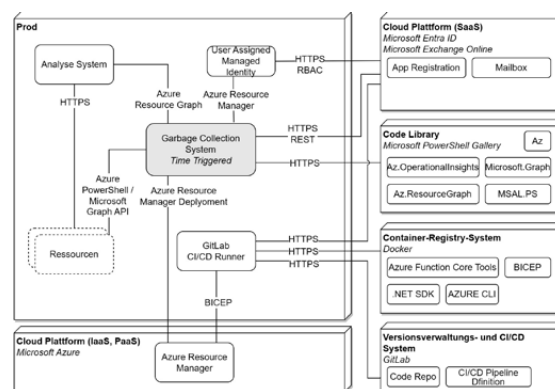 Prod
Analyse System
User Assigned
Managed
Identity
HTTPS
RBAC
HTTPS
Azure
Resource Graph
Azure Resource
Manager
Garbage Collection
System
Time Triggered
HTTPS
REST
HTTPS
Azure
PowerShell /
Microsoft
Graph API
Azure Resource
Manager Deplyoment
Ressourcen
GitLab
CI/CD Runner
HTTPS
HTTPS
HTTPS
BICEP
Cloud Plattform (IaaS, PaaS)
Microsoft Azure
Azure Resource
Manager
Cloud Plattform (SaaS)
Microsoft Entra ID
Microsoft Exchange Online
App Registration
Mailbox
Code Library
Microsoft PowerShell Gallery
Az
Az.OperationalInsights
Microsoft.Graph
Az.ResourceGraph
MSAL.PS
Container-Registry-System
Docker
Azure Function Core Tools
BICEP
.NET SDK
AZURE CLI
Versionsverwaltungs- und CI/CD
System
GitLab
Code Repo
CI/CD Pipeline
Dfinition